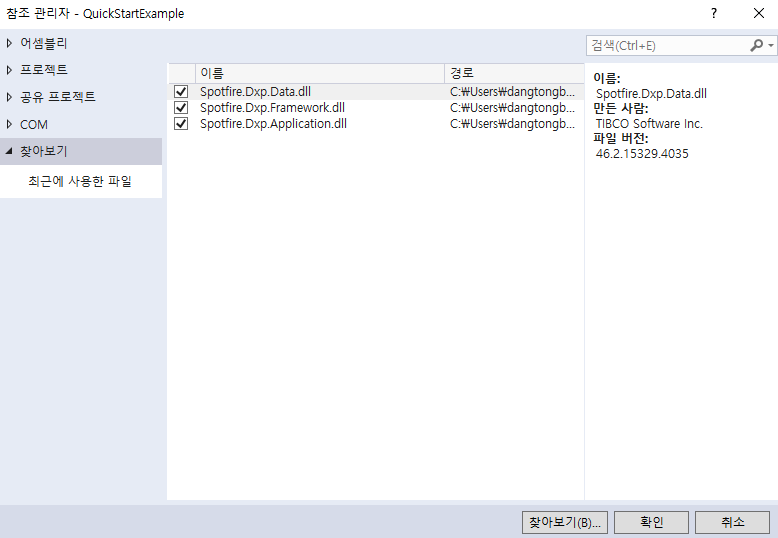 참조 관리자 - QuickStartExample
? ×
어셈블리
프로젝트
공유 프로젝트
COM
찾아보기
최근에 사용한 파일
이름 경로
Spotfire.Dxp.Data.dll C:₩Users₩dangtongb...
Spotfire.Dxp.Framework.dll C:₩Users₩dangtongb...
Spotfire.Dxp.Application.dll C:₩Users₩dangtongb...
검색(Ctrl+E)
이름:
Spotfire.Dxp.Data.dll
만든 사람:
TIBCO Software Inc.
파일 버전:
46.2.15329.4035
찾아보기(B)... 확인 취소